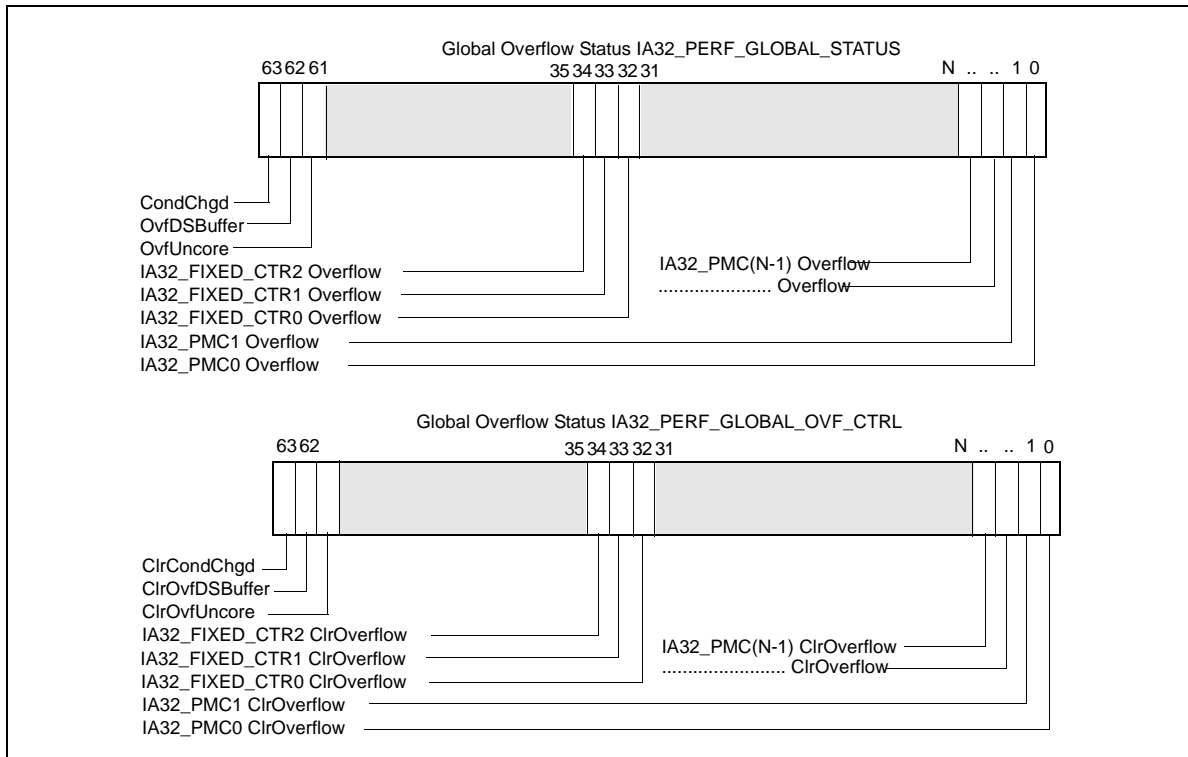 Global Overflow Status IA32_PERF_GLOBAL_STATUS
63 62 61 35 34 33 32 31 N .. .. 1 0
CondChgd
OvfDSBuffer
OvfUncore
IA32_FIXED_CTR2 Overflow
IA32_PMC(N-1) Overflow
IA32_FIXED_CTR1 Overflow
...................... Overflow
IA32_FIXED_CTR0 Overflow
IA32_PMC1 Overflow
IA32_PMC0 Overflow
Global Overflow Status IA32_PERF_GLOBAL_OVF_CTRL
63 62 35 34 33 32 31 N .. .. 1 0
ClrCondChgd
ClrOvfDSBuffer
ClrOvfUncore
IA32_FIXED_CTR2 ClrOverflow
IA32_PMC(N-1) ClrOverflow
IA32_FIXED_CTR1 ClrOverflow
........................ ClrOverflow
IA32_FIXED_CTR0 ClrOverflow
IA32_PMC1 ClrOverflow
IA32_PMC0 ClrOverflow